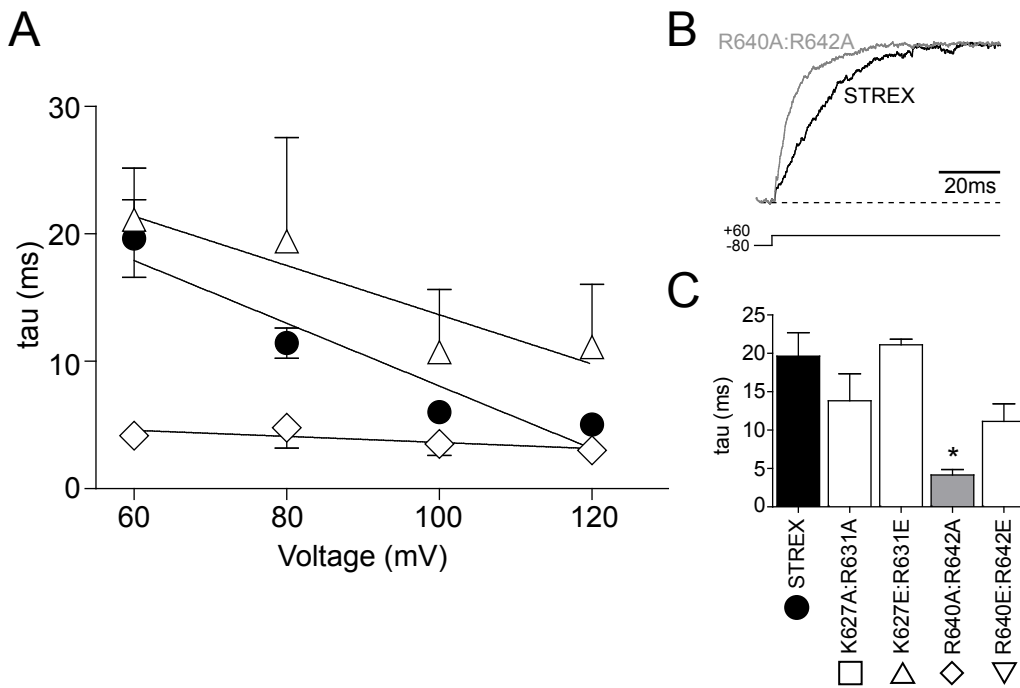 A
30
20
10
0
tau (ms)
60 80 100 120
Voltage (mV)
B
R640A:R642A
STREX
20ms
+60
-80
C
25
20
15
10
5
0
tau (ms)
*
STREX
K627A:R631A
K627E:R631E
R640A:R642A
R640E:R642E